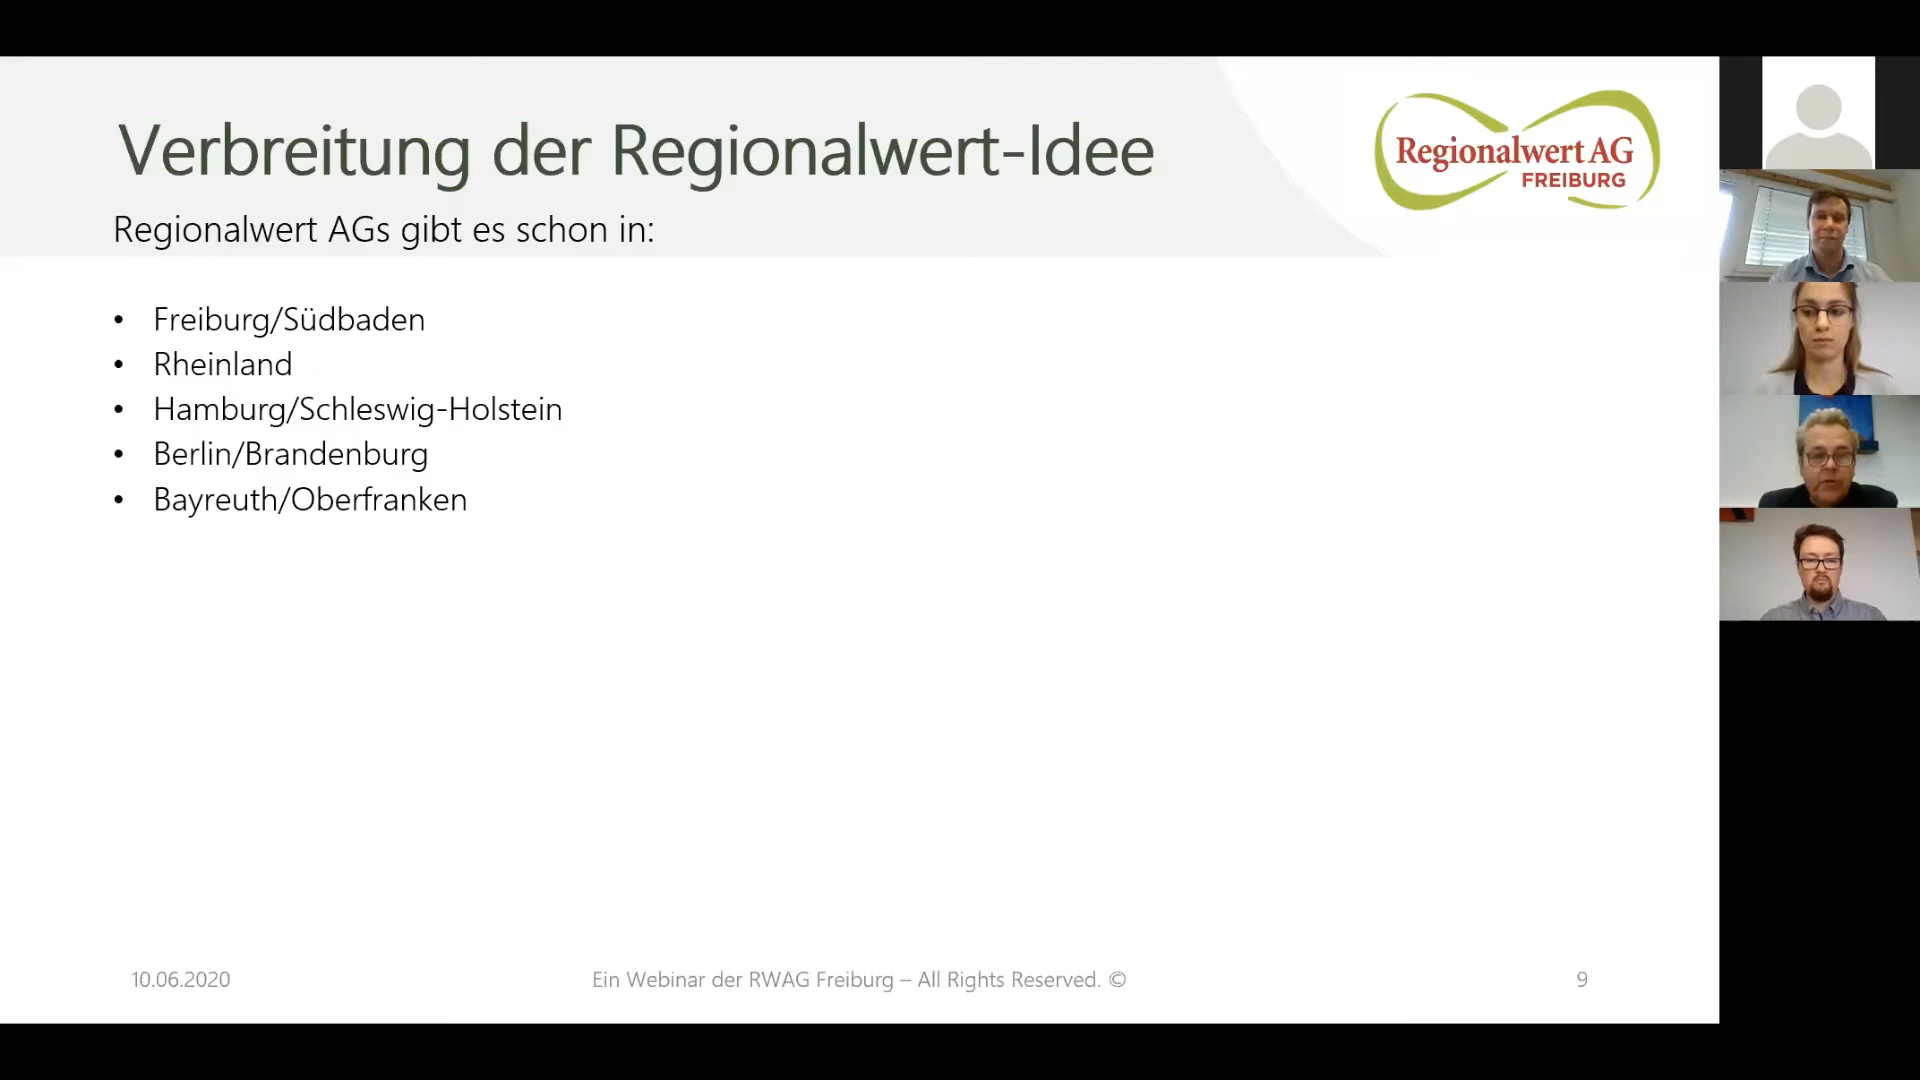 Verbreitung der Regionalwert-Idee
Regionalwert AG
FREIBURG
Regionalwert AGs gibt es schon in:
• Freiburg/Südbaden
• Rheinland
• Hamburg/Schleswig-Holstein
• Berlin/Brandenburg
• Bayreuth/Oberfranken
10.06.2020
Ein Webinar der RWAG Freiburg – All Rights Reserved. ©
9